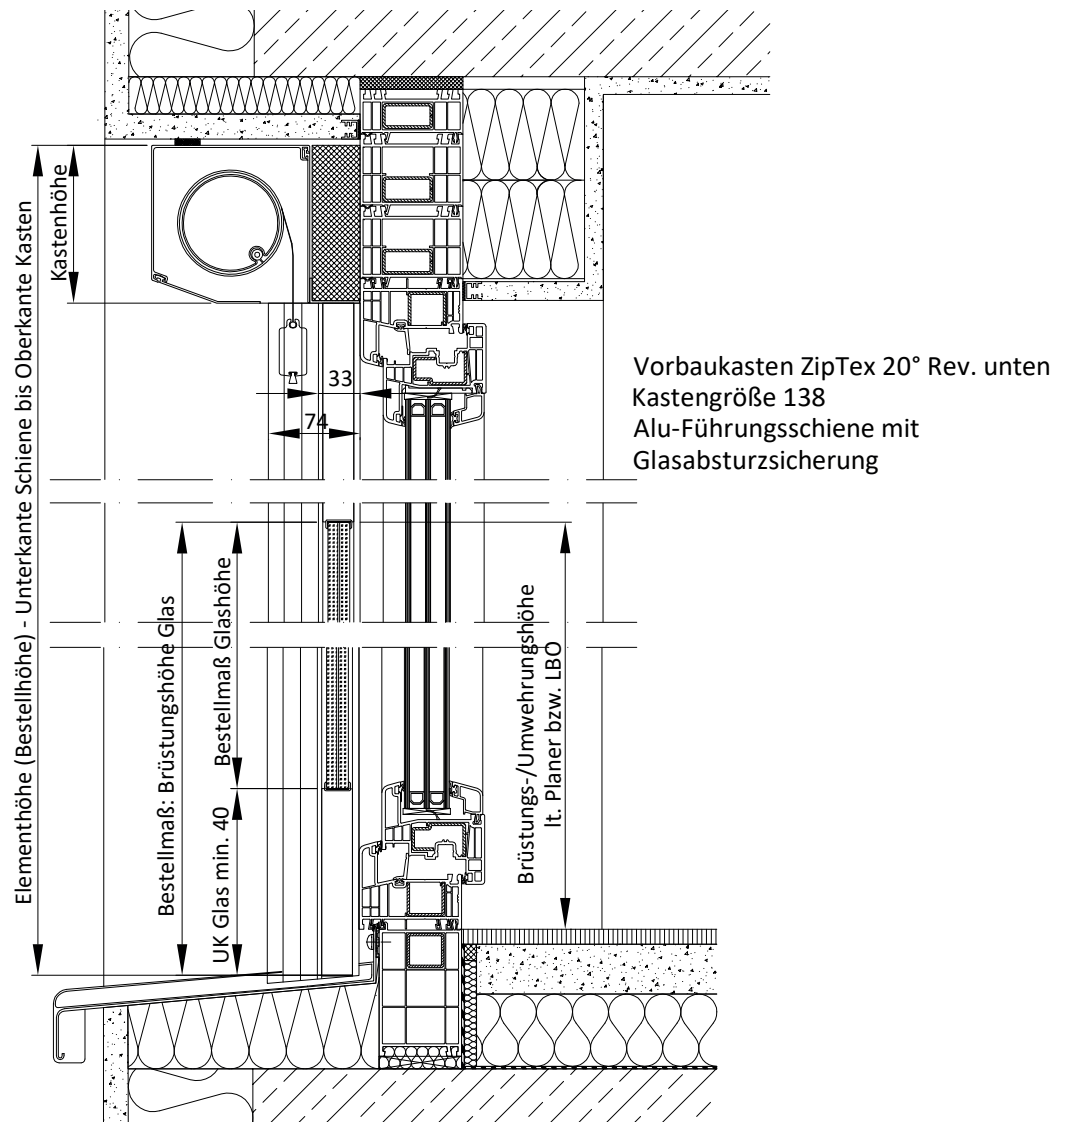 Elementhöhe (Bestellhöhe) - Unterkante Schiene bis Oberkante Kasten
Kastenhöhe
33
74
Vorbaukasten ZipTex 20° Rev. unten
Kastengröße 138
Alu-Führungsschiene mit
Glasabsturzsicherung
Bestellmaß: Brüstungshöhe Glas
Bestellmaß Glashöhe
UK Glas min. 40
Brüstungs-/Umwehrungshöhe
lt. Planer bzw. LBO